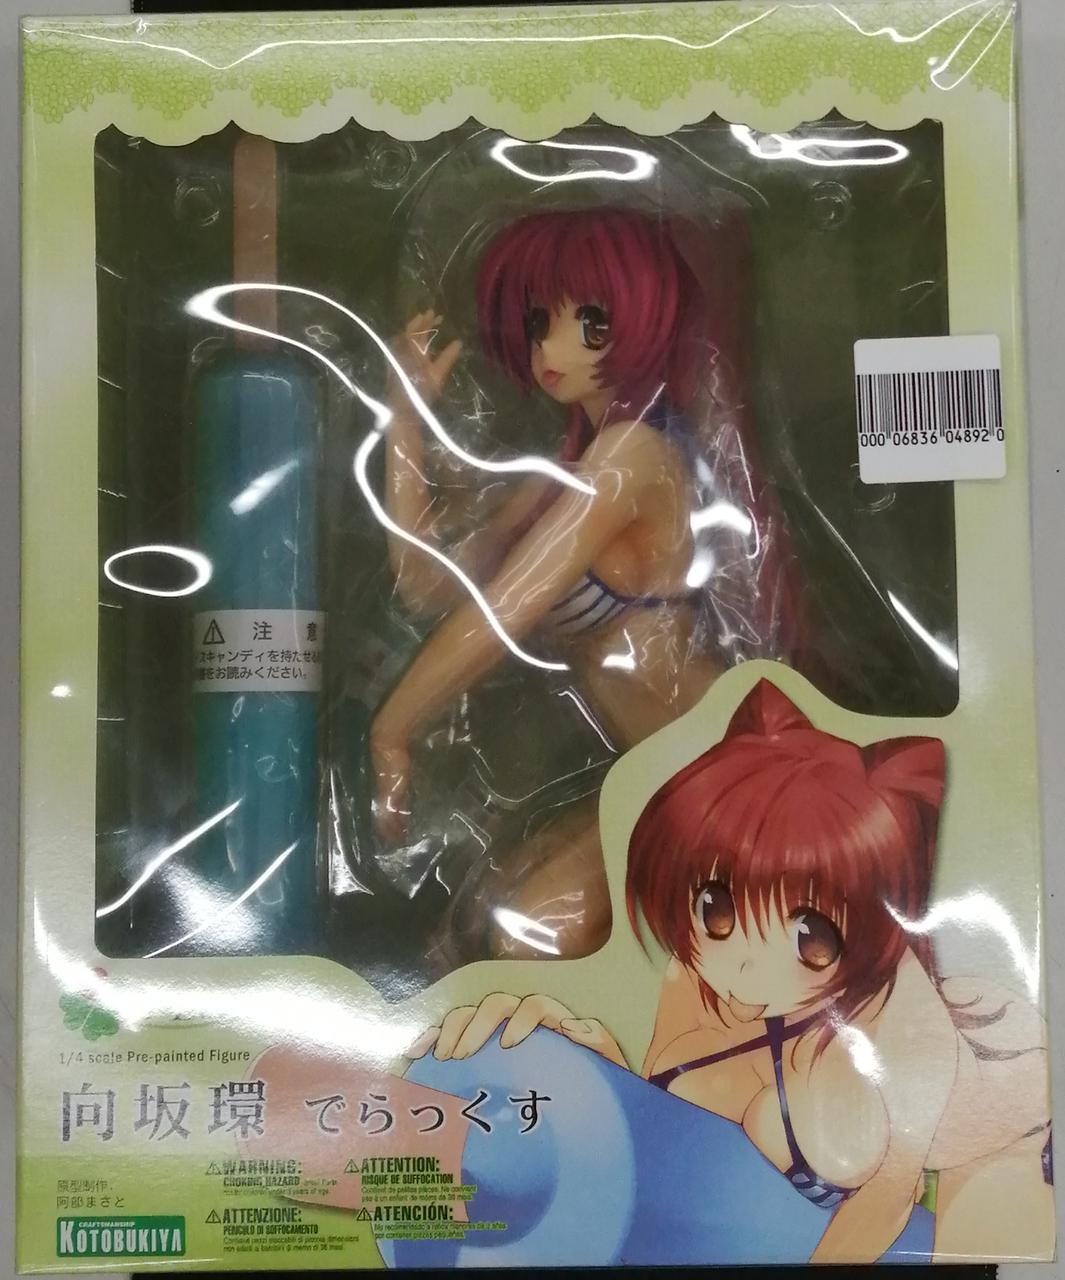 000 06836 04892 0
注 意
スキャンディを持たせる
をお読みください。
1/4 scale Pre-painted Figure
向坂環 でらっくす
原型制作：
阿部まさと
CRAFTSMANSHIP
KOTOBUKIYA
WARNING:
CHOKING HAZARD
ATTENTION:
RISQUE DE SUFFOCATION
ATTENZIONE:
PERICOLO DI SOFFOCAMENTO
ATENCIÓN: